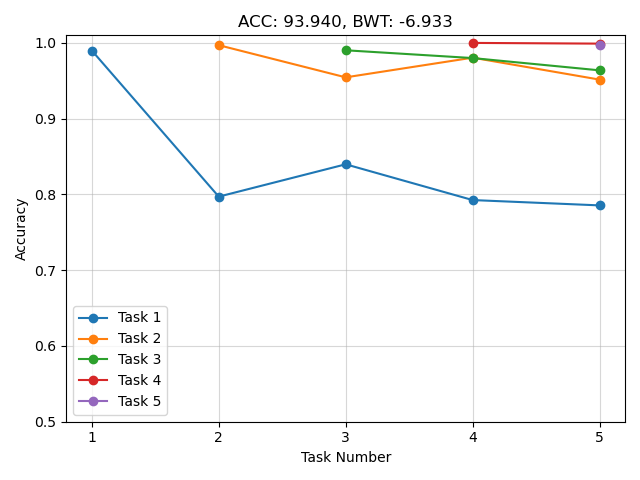 ACC: 93.940, BWT: -6.933
1.0
0.9
0.8
0.7
0.6
0.5
Accuracy
Task 1
Task 2
Task 3
Task 4
Task 5
1 2 3 4 5
Task Number